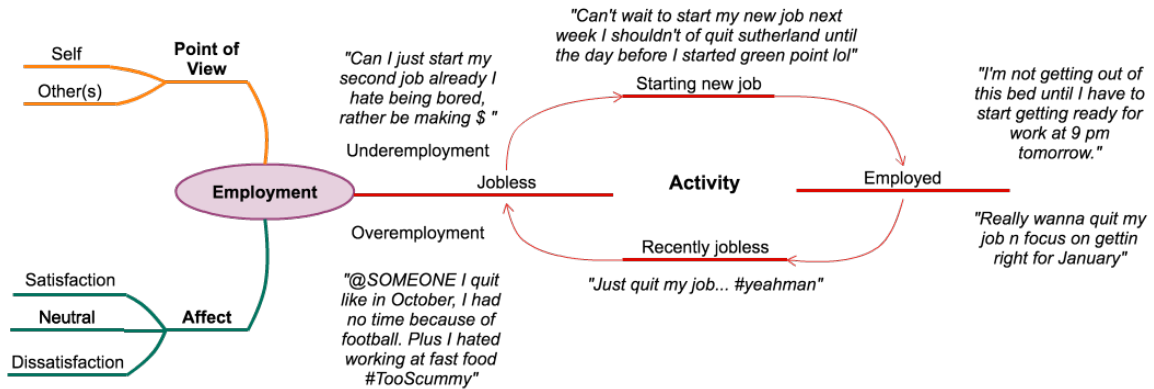 Self
Other(s)
Point of
View
"Can I just start my
second job already I
hate being bored,
rather be making $ "
Underemployment
"Can't wait to start my new job next
week I shouldn't of quit sutherland until
the day before I started green point lol"
Starting new job
"I'm not getting out of
this bed until I have to
start getting ready for
work at 9 pm
tomorrow."
Employment
Jobless
Activity
Employed
Overemployment
Recently jobless
"Just quit my job... #yeahman"
"Really wanna quit my
job n focus on gettin
right for January"
"@SOMEONE I quit
like in October, I had
no time because of
football. Plus I hated
working at fast food
#TooScummy"
Satisfaction
Neutral
Dissatisfaction
Affect